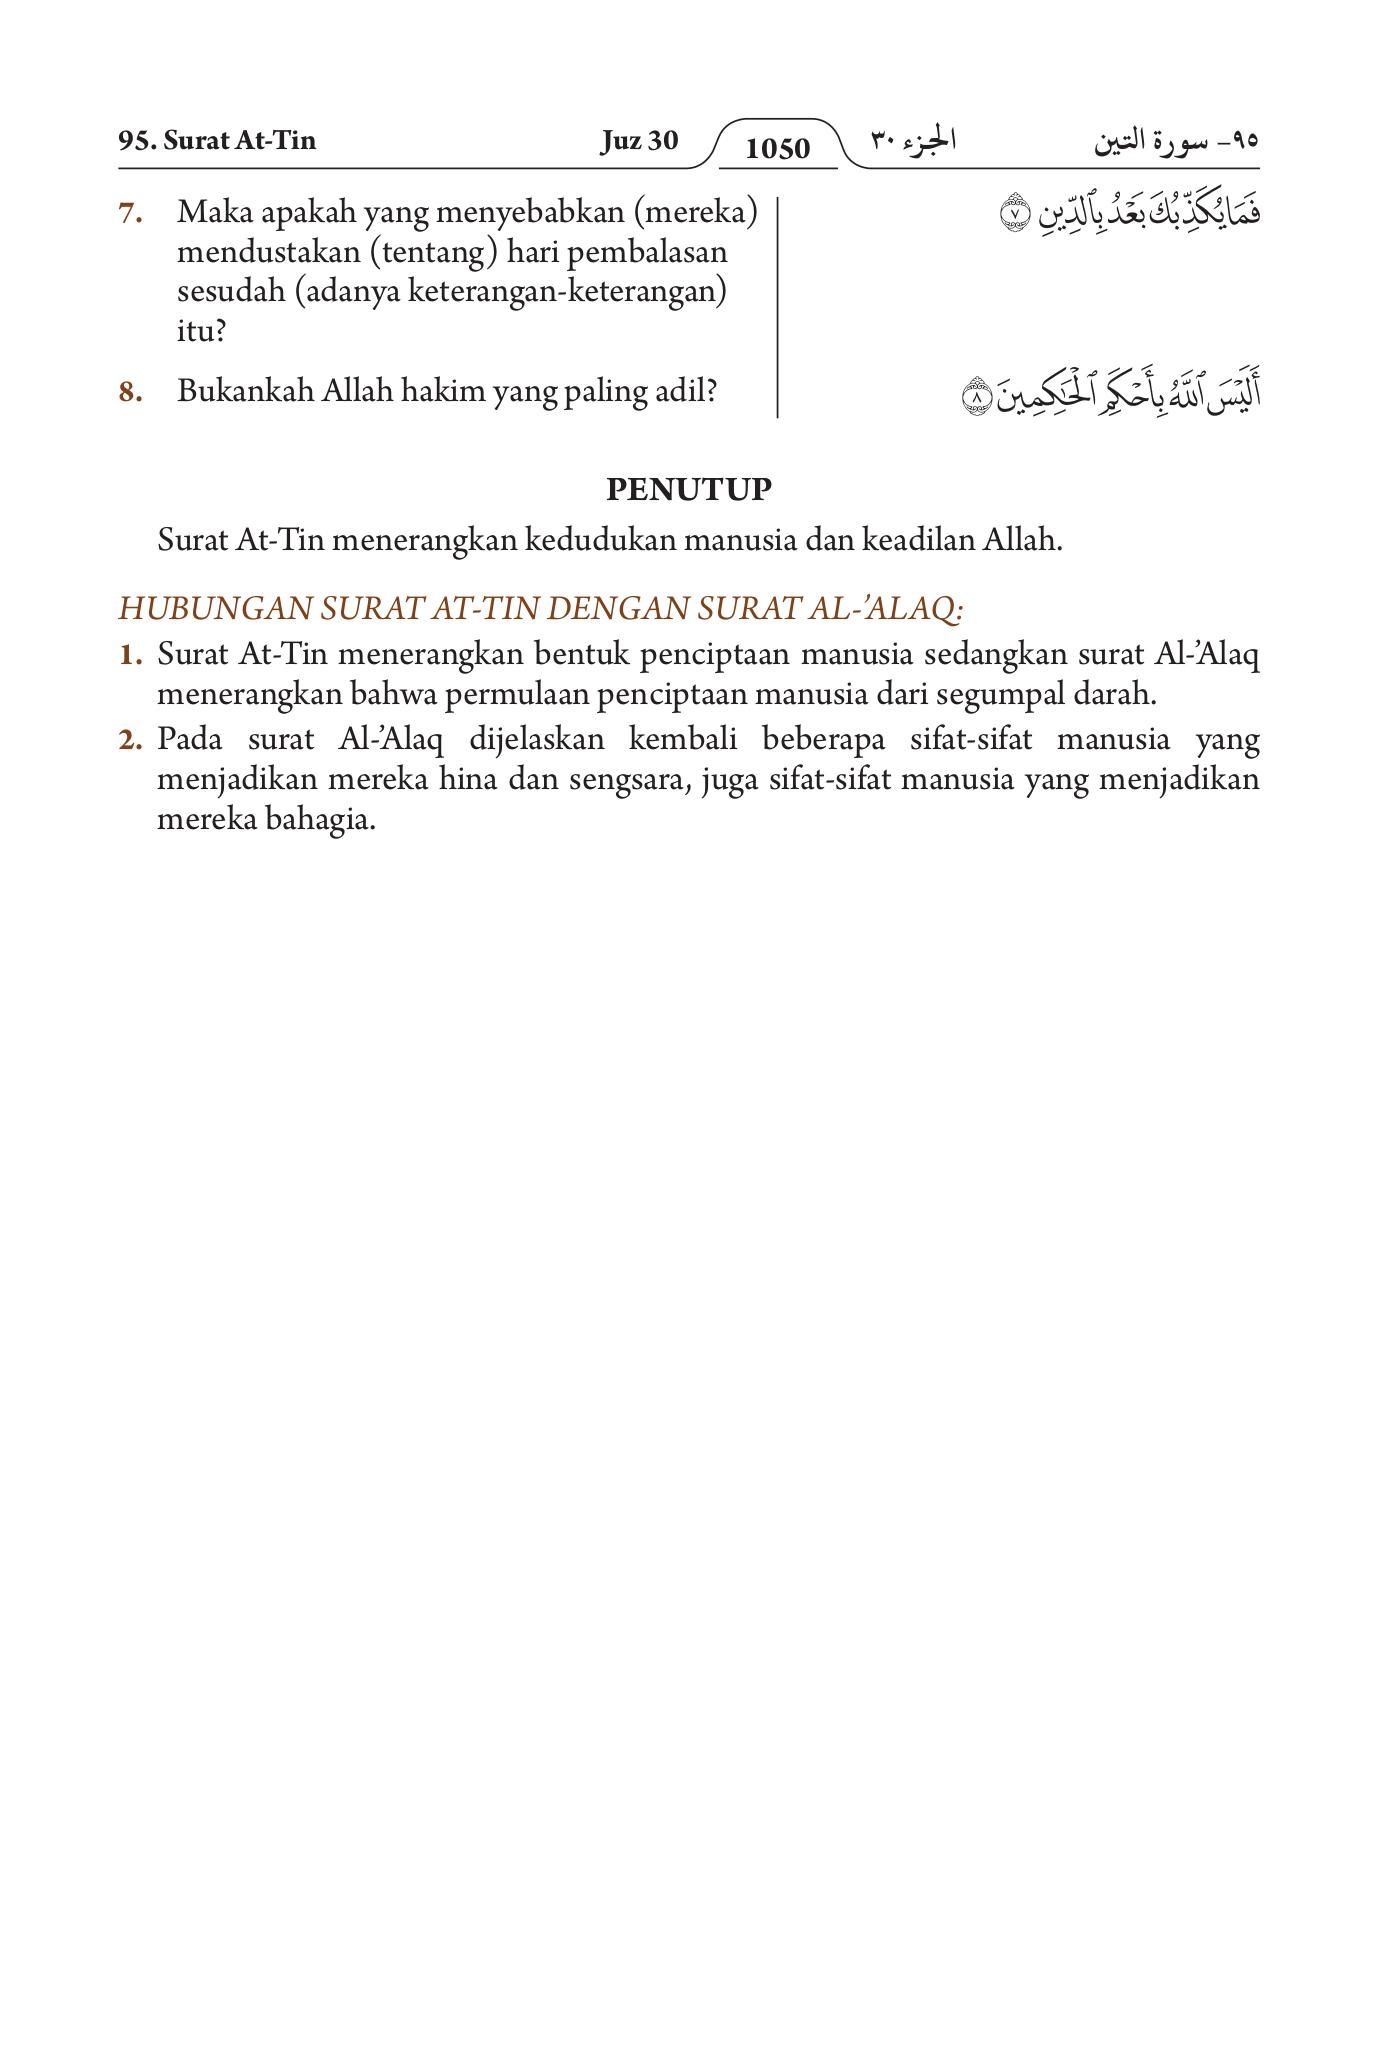 95. Surat At-Tin Juz 30 1050 الجزء ٣٠ ٩٥- سورة التين
7. Maka apakah yang menyebabkan (mereka)
mendustakan (tentang) hari pembalasan
sesudah (adanya keterangan-keterangan)
itu?
فَمَا يُكَذِّبُكَ بَعْدُ بِٱلدِّينِ ٧
8. Bukankah Allah hakim yang paling adil?
أَلَيْسَ ٱللَّهُ بِأَحْكَمِ ٱلْحَٰكِمِينَ ٨
PENUTUP
Surat At-Tin menerangkan kedudukan manusia dan keadilan Allah.
HUBUNGAN SURAT AT-TIN DENGAN SURAT AL-’ALAQ:
1. Surat At-Tin menerangkan bentuk penciptaan manusia sedangkan surat Al-’Alaq
menerangkan bahwa permulaan penciptaan manusia dari segumpal darah.
2. Pada surat Al-’Alaq dijelaskan kembali beberapa sifat-sifat manusia yang
menjadikan mereka hina dan sengsara, juga sifat-sifat manusia yang menjadikan
mereka bahagia.